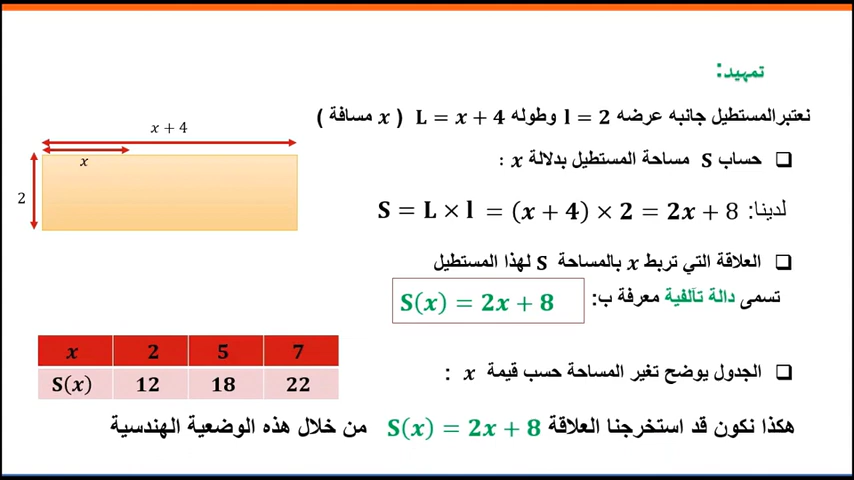 تمهيد:
نعتبر المستطيل جانبه عرضه l = 2 وطوله L = x + 4 ( x مسافة )
x + 4
x
2
❑ حساب S مساحة المستطيل بدلالة x :
لدينا: S = L × l = (x + 4) × 2 = 2x + 8
❑ العلاقة التي تربط x بالمساحة S لهذا المستطيل
تسمى دالة تآلفية معرفة ب: S(x) = 2x + 8
❑ الجدول يوضح تغير المساحة حسب قيمة x :
x 2 5 7
S(x) 12 18 22
هكذا نكون قد استخرجنا العلاقة S(x) = 2x + 8 من خلال هذه الوضعية الهندسية